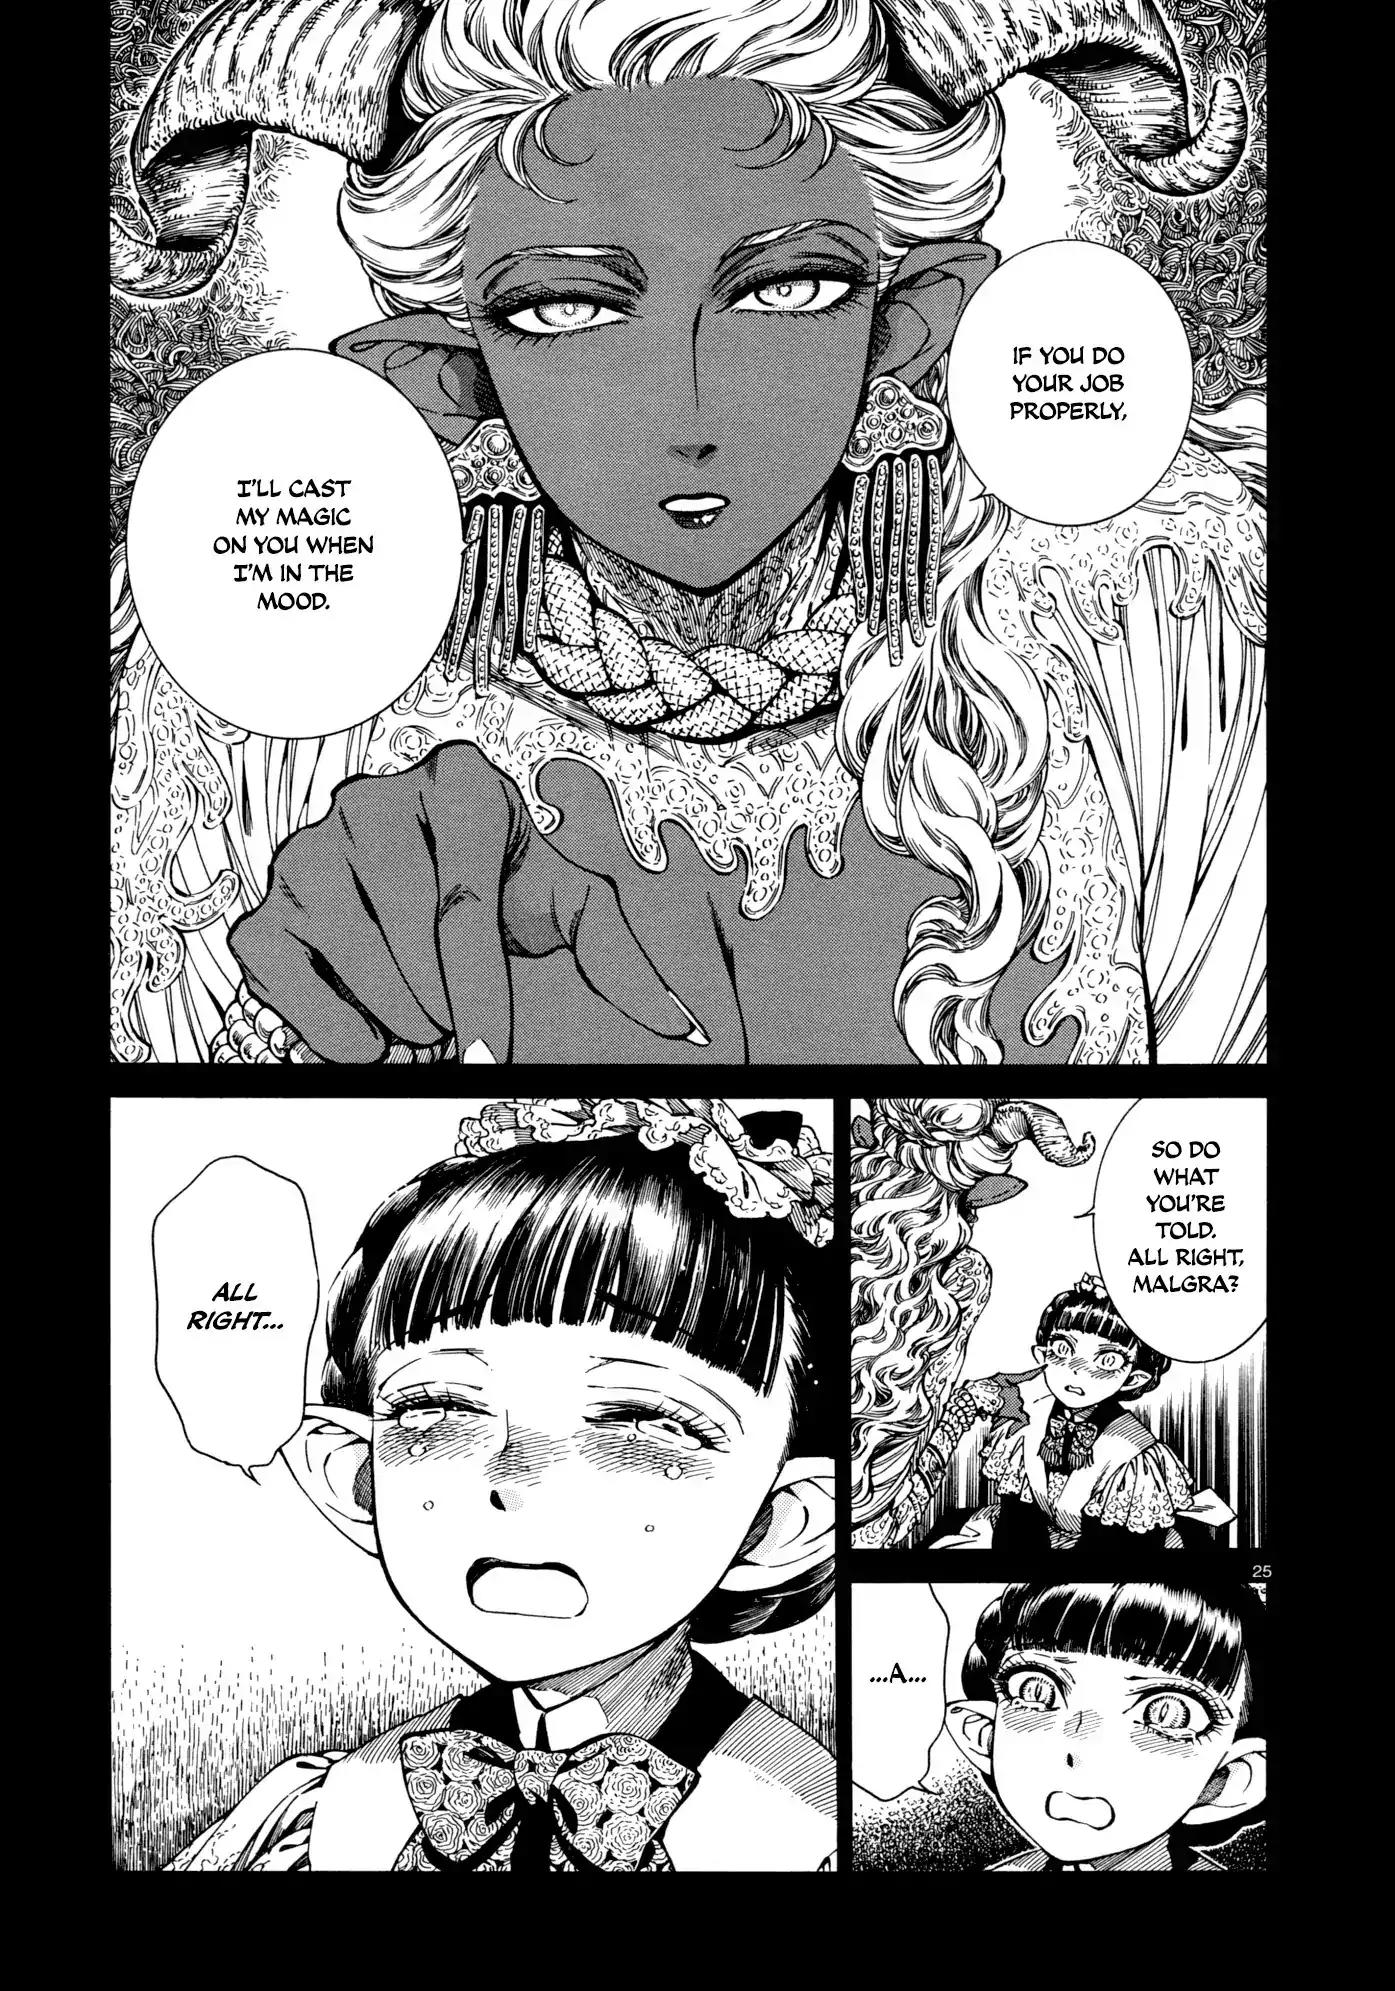 IF YOU DO
YOUR JOB
PROPERLY,
I'LL CAST
MY MAGIC
ON YOU WHEN
I'M IN THE
MOOD.
SO DO
WHAT
YOU'RE
TOLD.
ALL RIGHT,
MALGRA?
25
...A...
ALL
RIGHT...